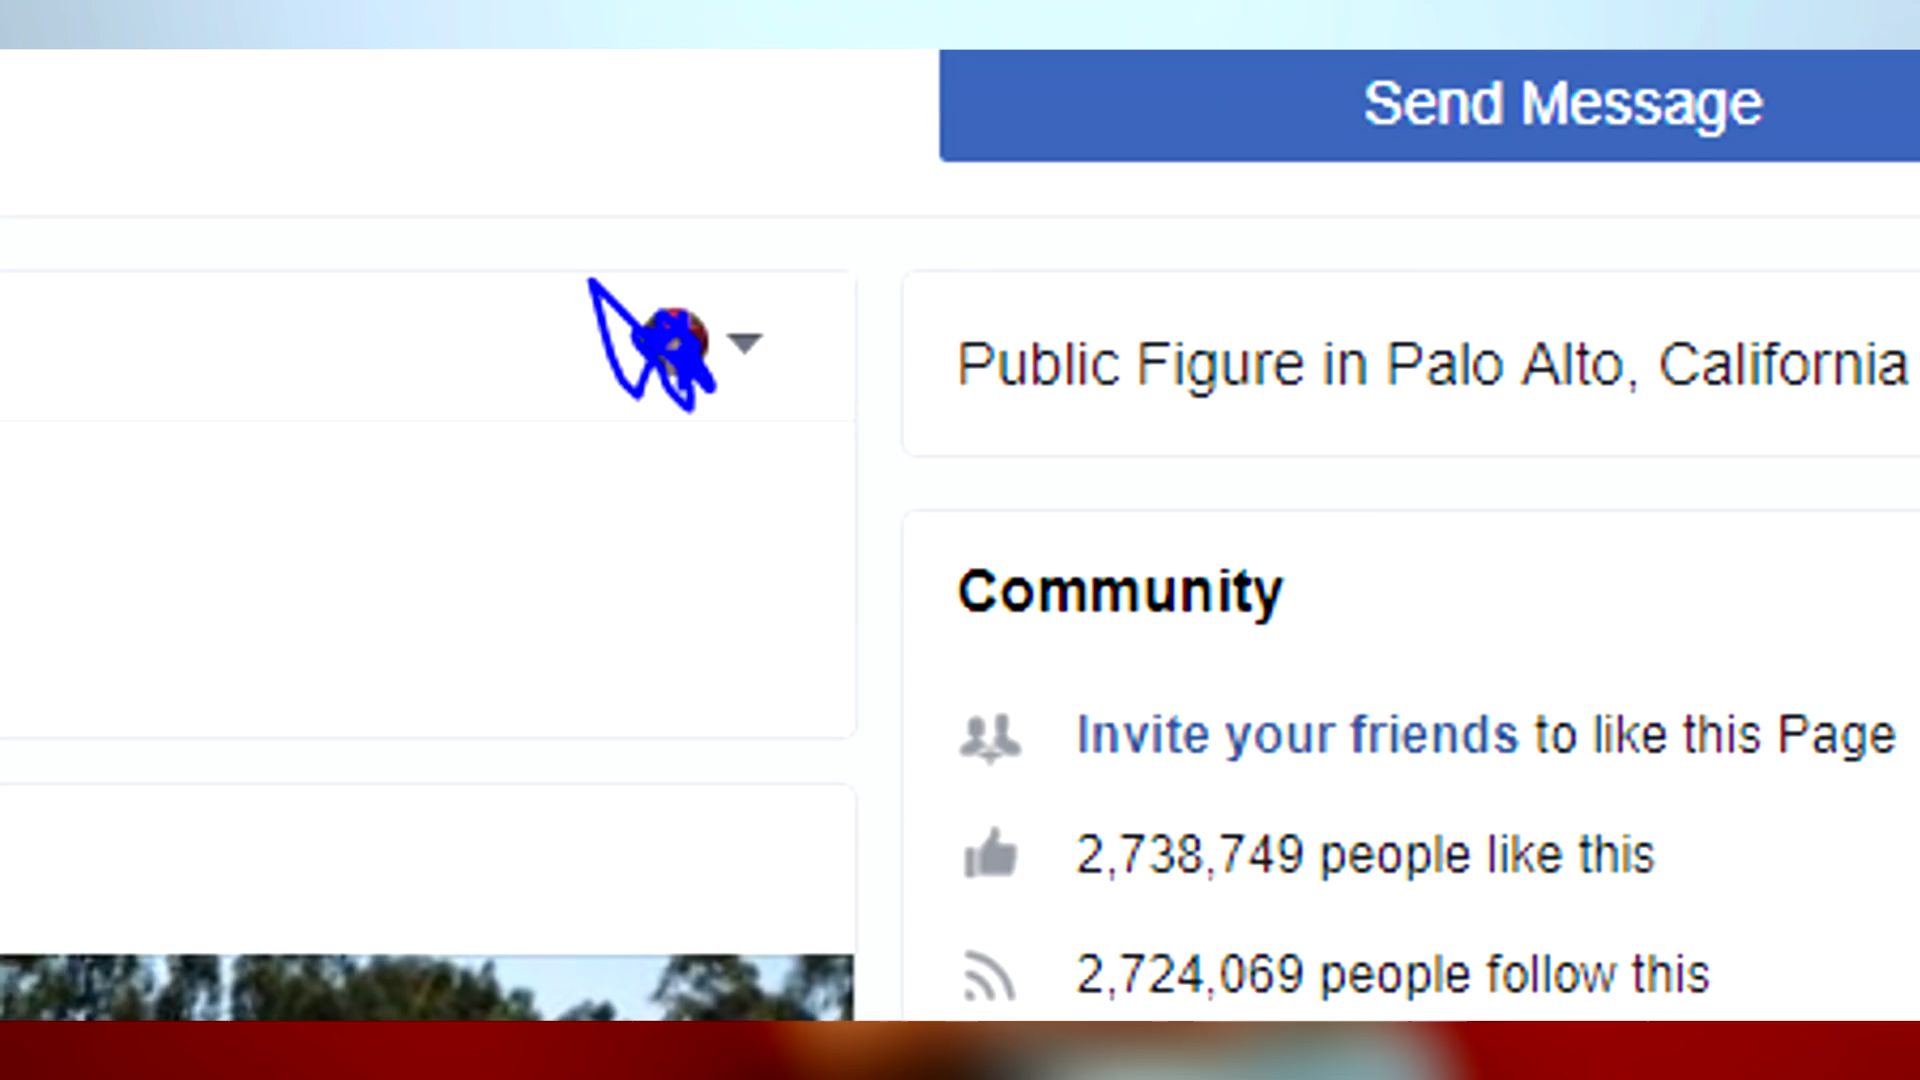 Send Message
Public Figure in Palo Alto, California
Community
Invite your friends to like this Page
2,738,749 people like this
2,724,069 people follow this